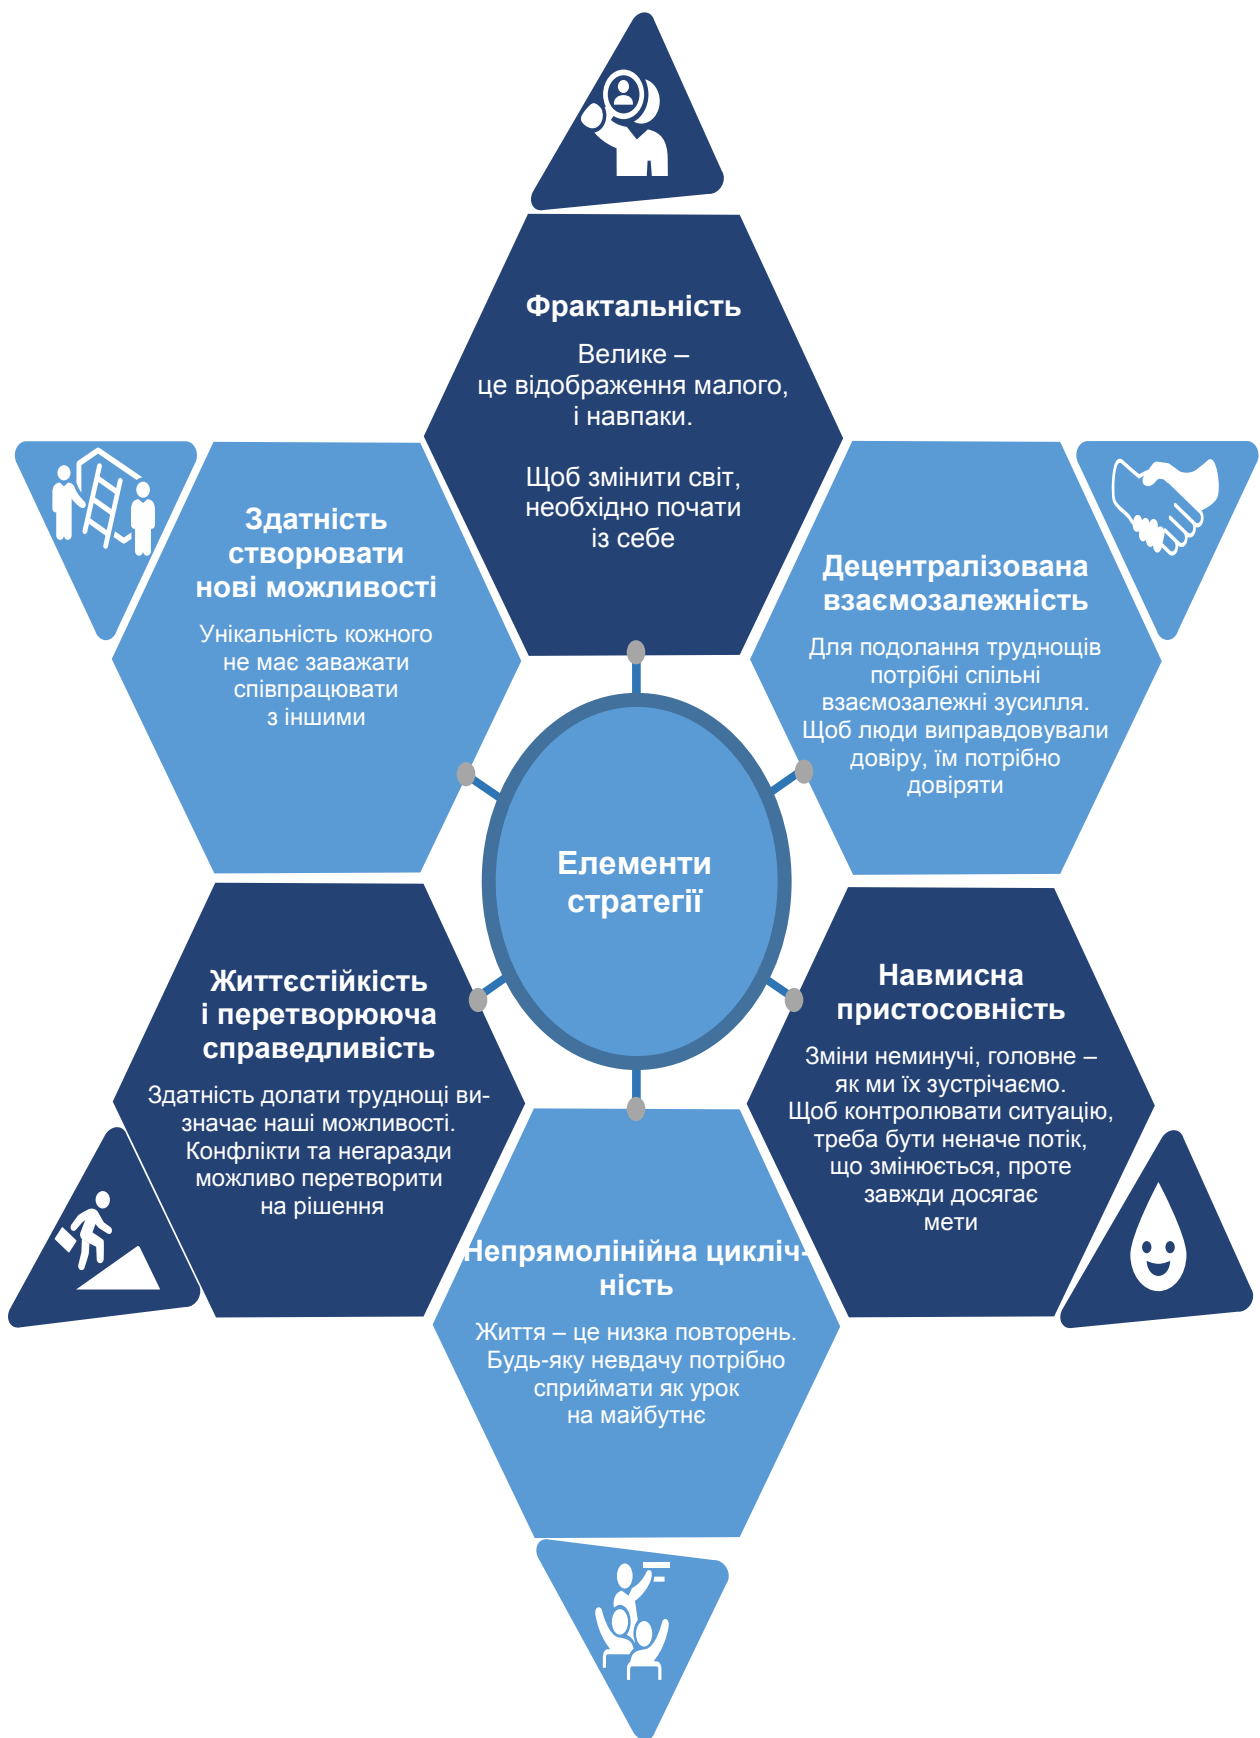 Фрактальність
Велике –
це відображення малого,
і навпаки.
Щоб змінити світ,
необхідно почати
із себе
Здатність
створювати
нові можливості
Унікальність кожного
не має заважати
співпрацювати
з іншими
Децентралізована
взаємозалежність
Для подолання труднощів
потрібні спільні
взаємозалежні зусилля.
Щоб люди виправдовували
довіру, їм потрібно
довіряти
Елементи
стратегії
Життєстійкість
і перетворююча
справедливість
Здатність долати труднощі ви-
значає наші можливості.
Конфлікти та негаразди
можливо перетворити
на рішення
Навмисна
пристосовність
Зміни неминучі, головне –
як ми їх зустрічаємо.
Щоб контролювати ситуацію,
треба бути неначе потік,
що змінюється, проте
завжди досягає
мети
Непрямолінійна цикліч-
ність
Життя – це низка повторень.
Будь-яку невдачу потрібно
сприймати як урок
на майбутнє